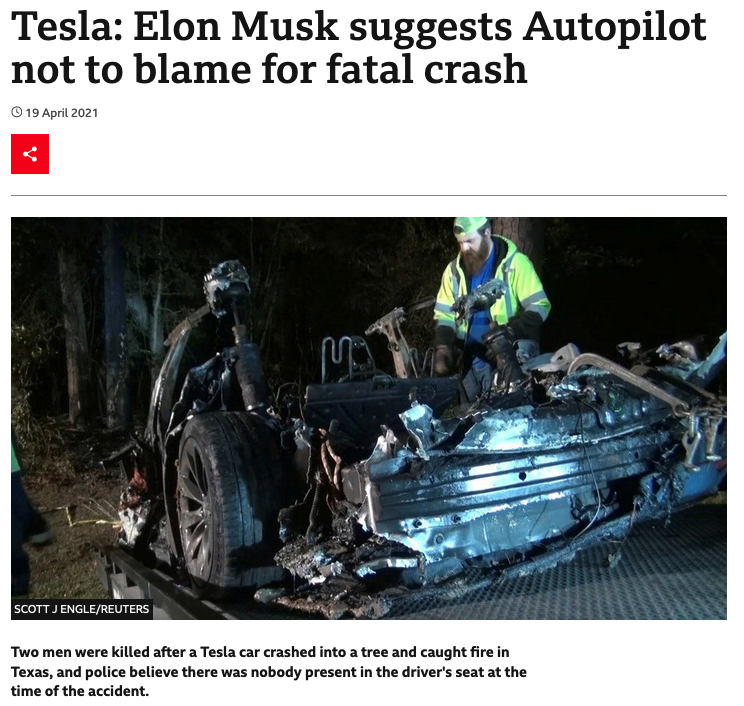 Tesla: Elon Musk suggests Autopilot
not to blame for fatal crash
19 April 2021
SCOTT J ENGLE/REUTERS
Two men were killed after a Tesla car crashed into a tree and caught fire in
Texas, and police believe there was nobody present in the driver's seat at the
time of the accident.